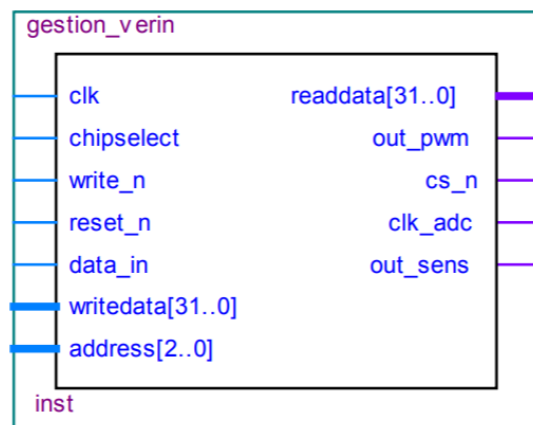 gestion_verin
clk readdata[31..0]
chipselect out_pwm
write_n cs_n
reset_n clk_adc
data_in out_sens
writedata[31..0]
address[2..0]
inst